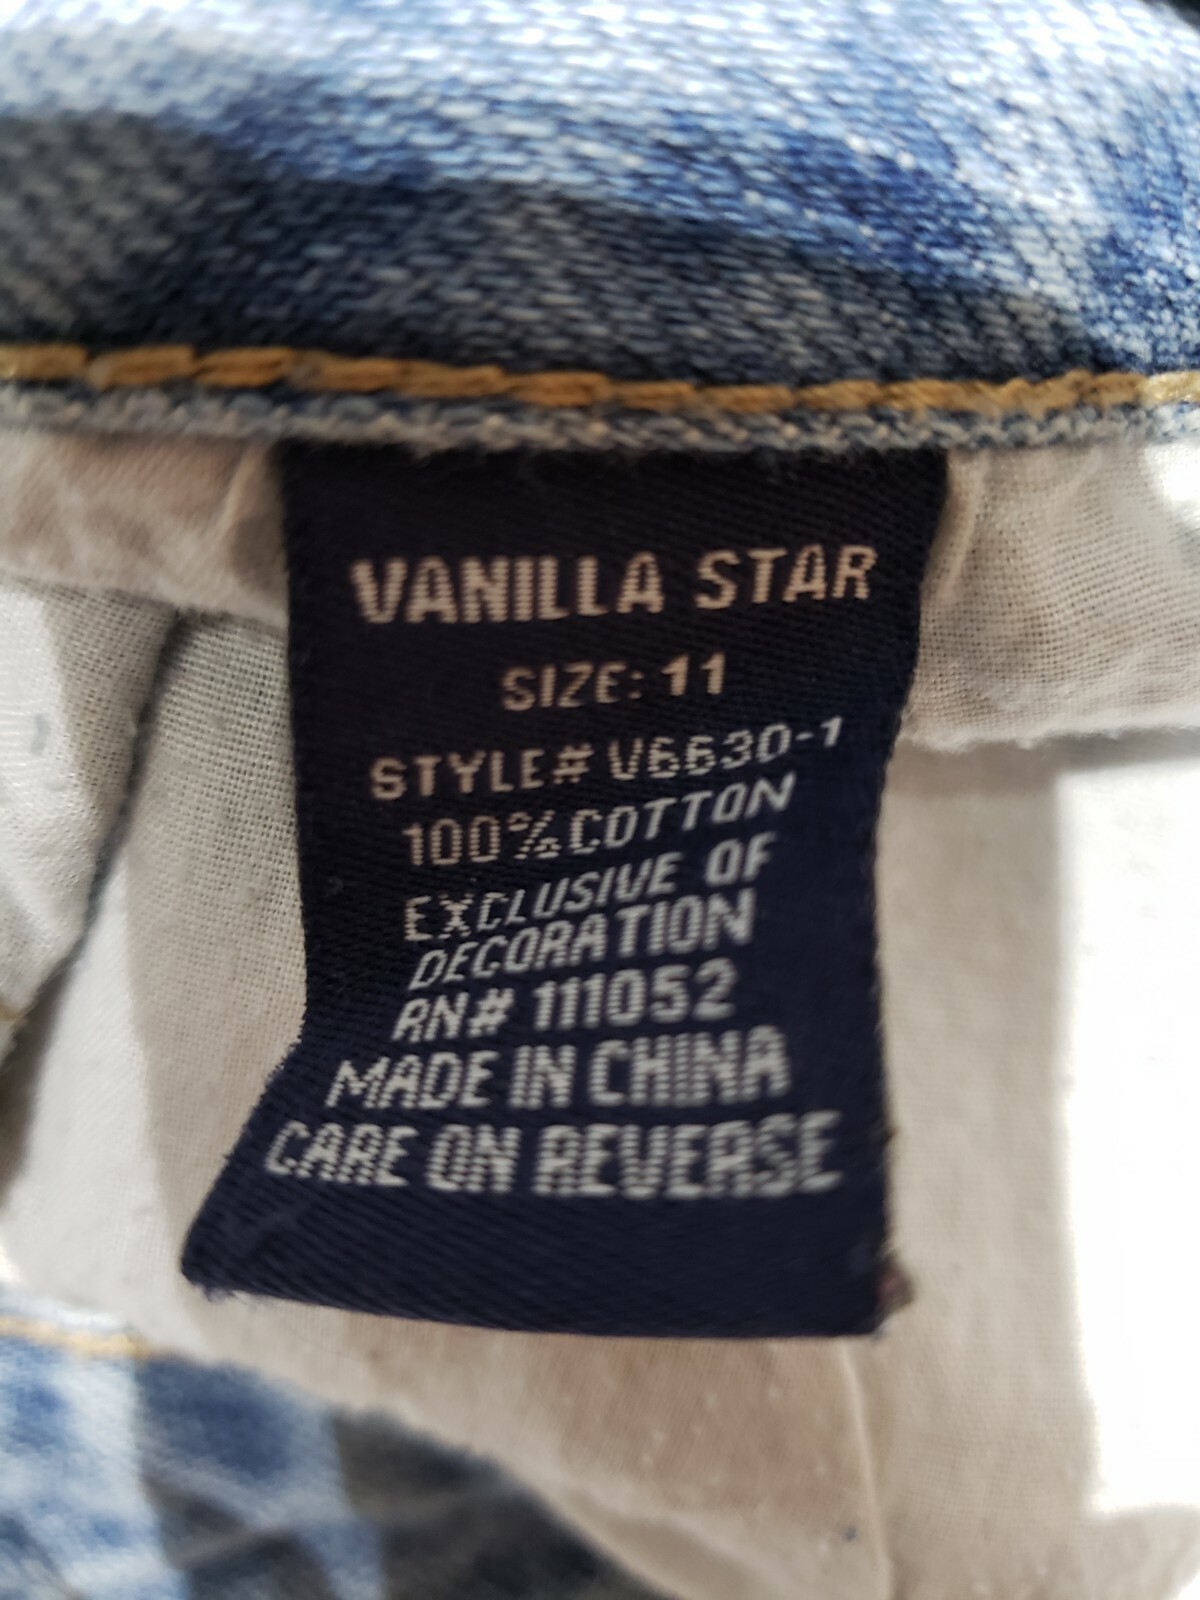 VANILLA STAR
SIZE: 11
STYLE# V6630-1
100% COTTON
EXCLUSIVE OF
DECORATION
RN# 111052
MADE IN CHINA
CARE ON REVERSE